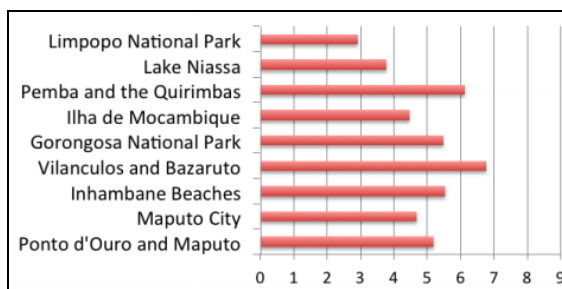 Limpopo National Park
Lake Niassa
Pemba and the Quirimbas
Ilha de Mocambique
Gorongosa National Park
Vilanculos and Bazaruto
Inhambane Beaches
Maputo City
Ponto d'Ouro and Maputo
0 1 2 3 4 5 6 7 8 9